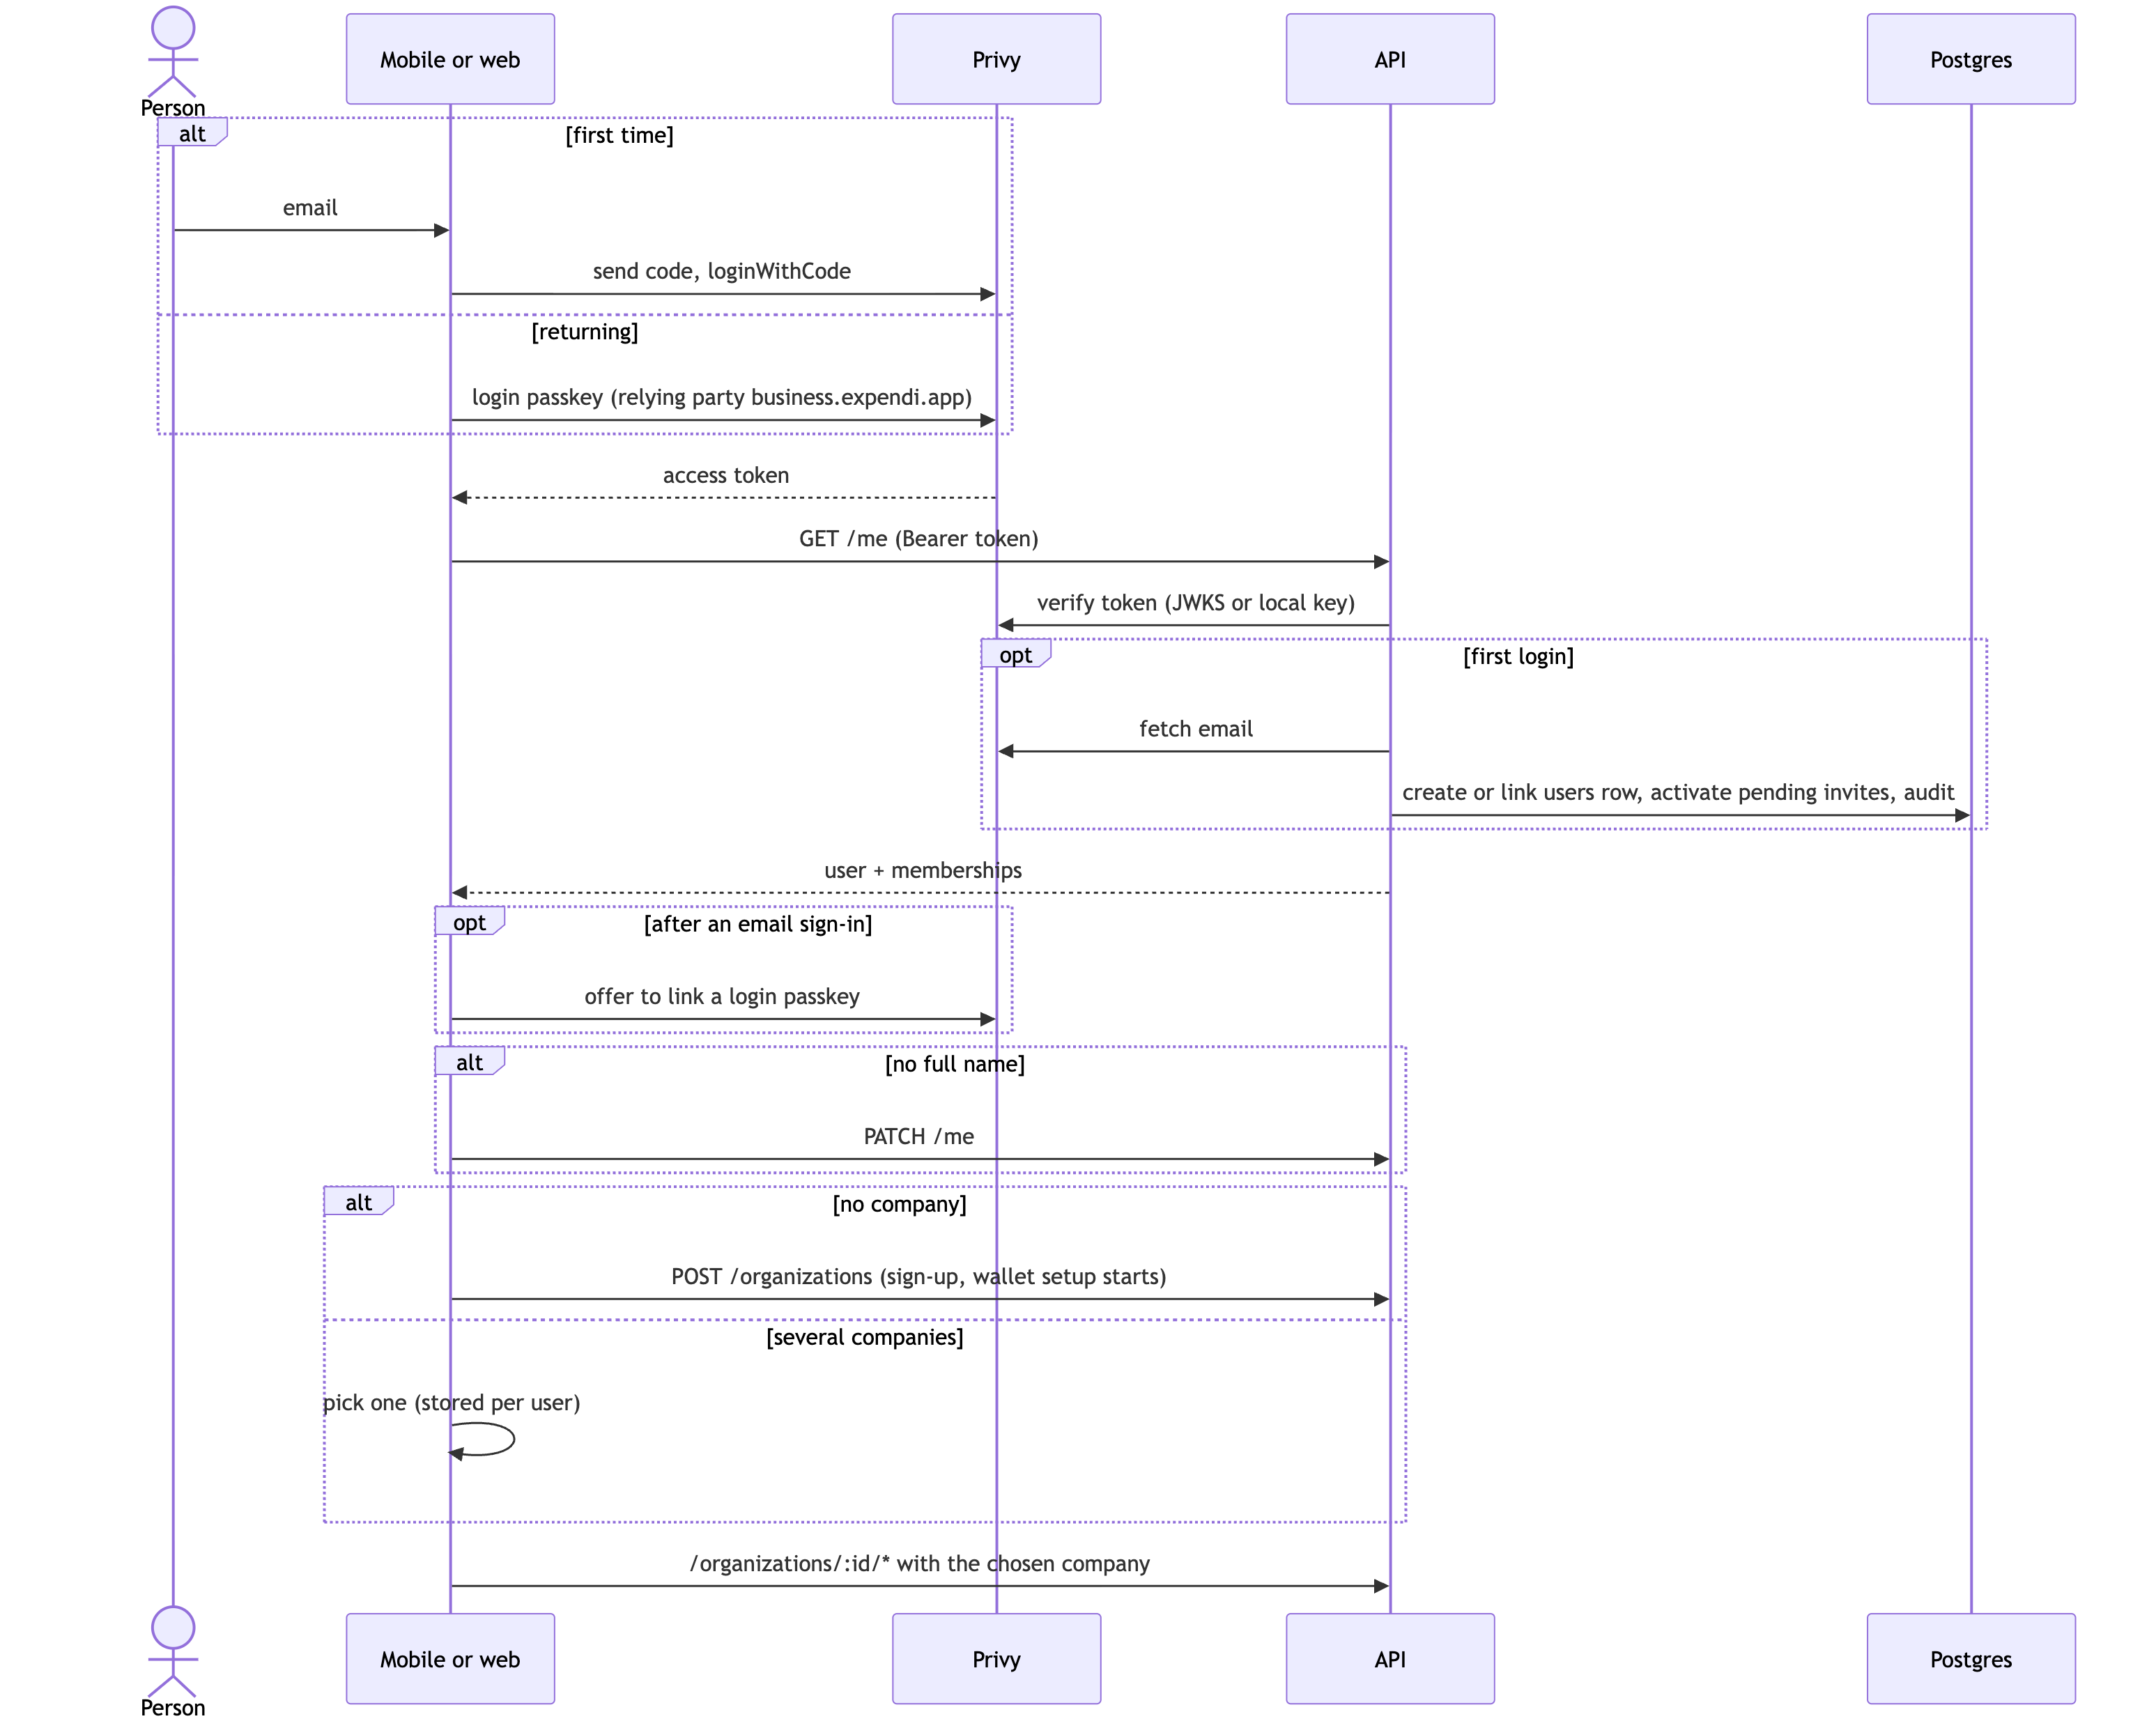 Person
Mobile or web
Privy
API
Postgres
alt
[first time]
email
send code, loginWithCode
[returning]
login passkey (relying party business.expendi.app)
access token
GET /me (Bearer token)
verify token (JWKS or local key)
opt
[first login]
fetch email
create or link users row, activate pending invites, audit
user + memberships
opt
[after an email sign-in]
offer to link a login passkey
alt
[no full name]
PATCH /me
alt
[no company]
POST /organizations (sign-up, wallet setup starts)
[several companies]
pick one (stored per user)
/organizations/:id/* with the chosen company
Person
Mobile or web
Privy
API
Postgres